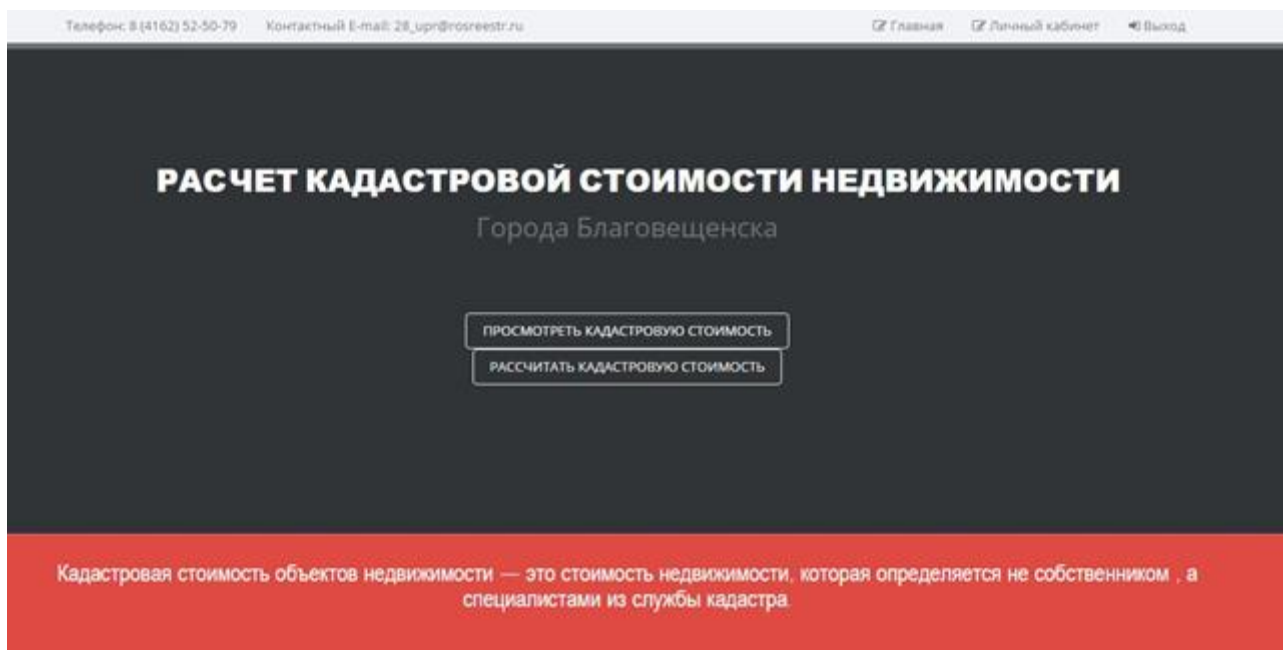 Телефон: 8 (4162) 52-50-79 Контактный E-mail: 28_upr@rosreestr.ru Главная Личный кабинет Выход
РАСЧЕТ КАДАСТРОВОЙ СТОИМОСТИ НЕДВИЖИМОСТИ
Города Благовещенска
ПРОСМОТРЕТЬ КАДАСТРОВУЮ СТОИМОСТЬ
РАССЧИТАТЬ КАДАСТРОВУЮ СТОИМОСТЬ
Кадастровая стоимость объектов недвижимости — это стоимость недвижимости, которая определяется не собственником , а
специалистами из службы кадастра.